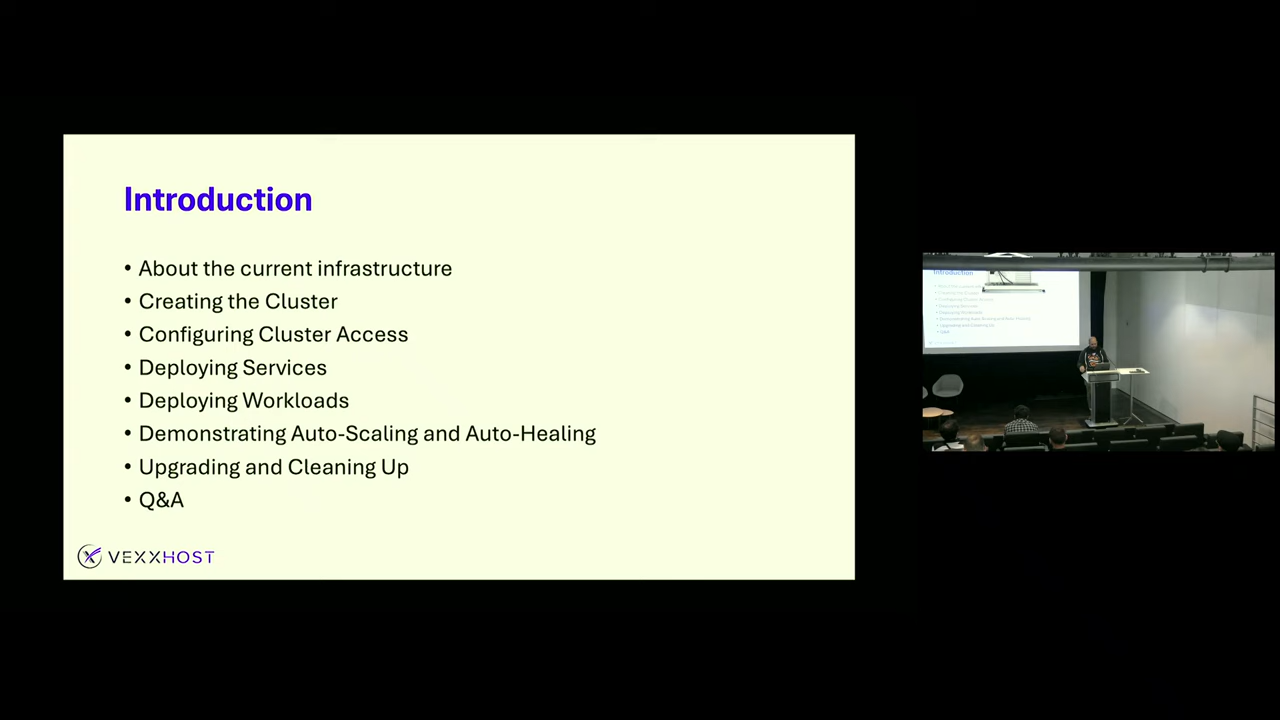 Introduction
• About the current infrastructure
• Creating the Cluster
• Configuring Cluster Access
• Deploying Services
• Deploying Workloads
• Demonstrating Auto-Scaling and Auto-Healing
• Upgrading and Cleaning Up
• Q&A
VEXXHOST
Introduction